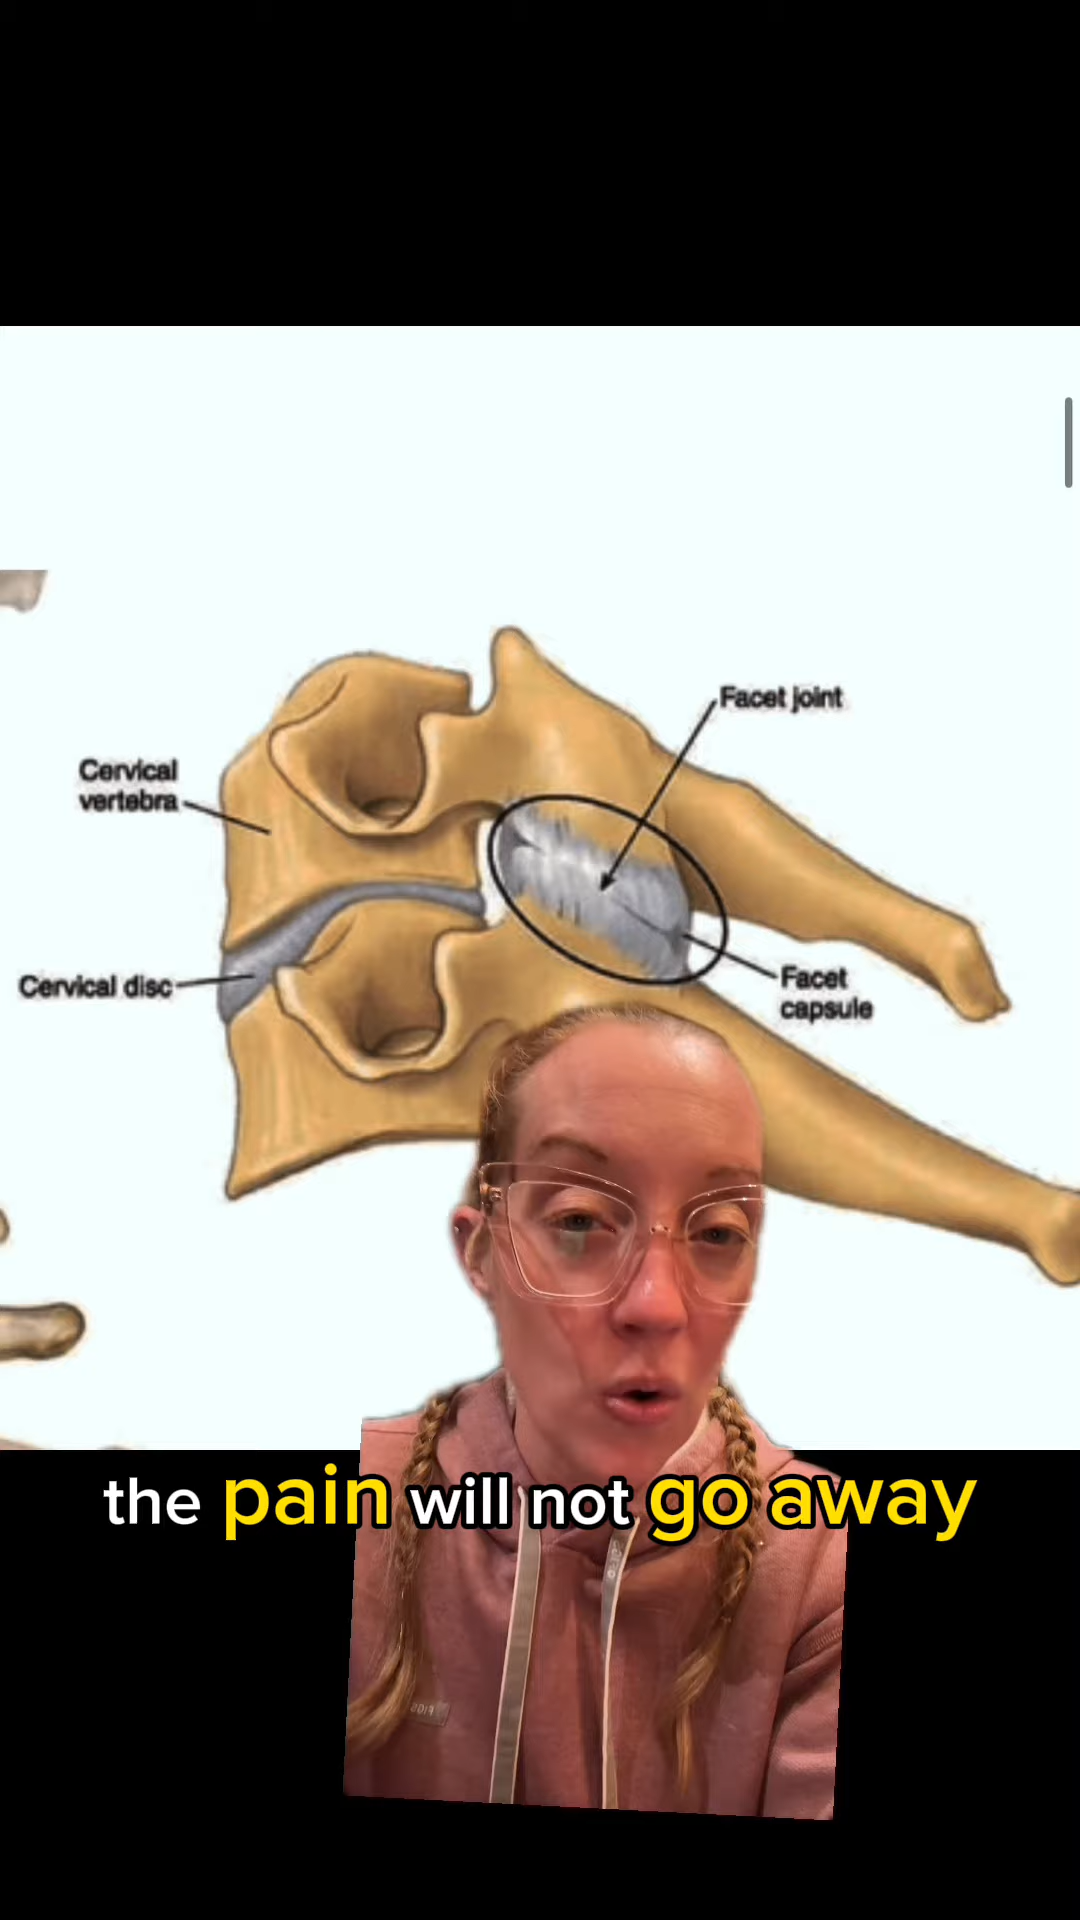 Facet joint
Cervical
vertebra
Cervical disc
Facet
capsule
the pain will not go away